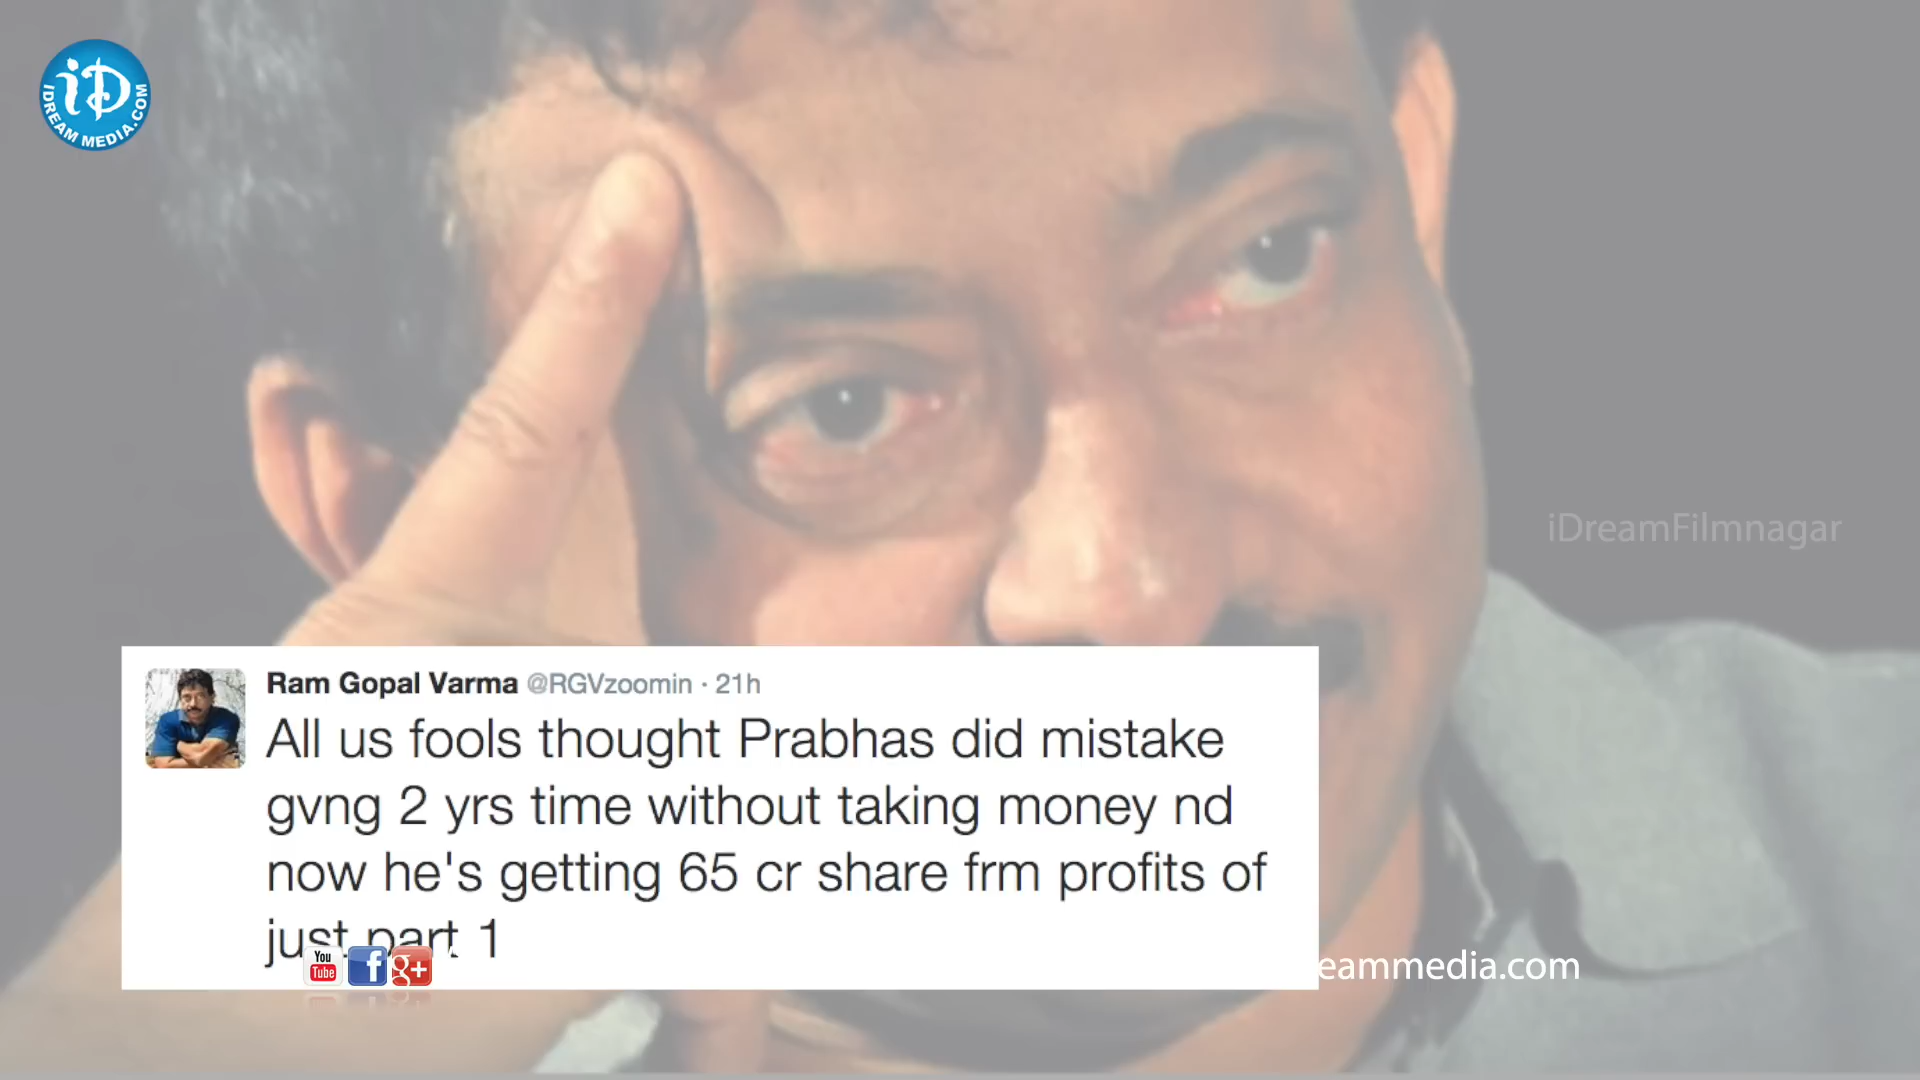 iD
IDREAM MEDIA.COM
iDreamFilmnagar
Ram Gopal Varma @RGVzoomin · 21h
All us fools thought Prabhas did mistake
gvng 2 yrs time without taking money nd
now he's getting 65 cr share frm profits of
just part 1
You
Tube
f
g+
eammedia.com